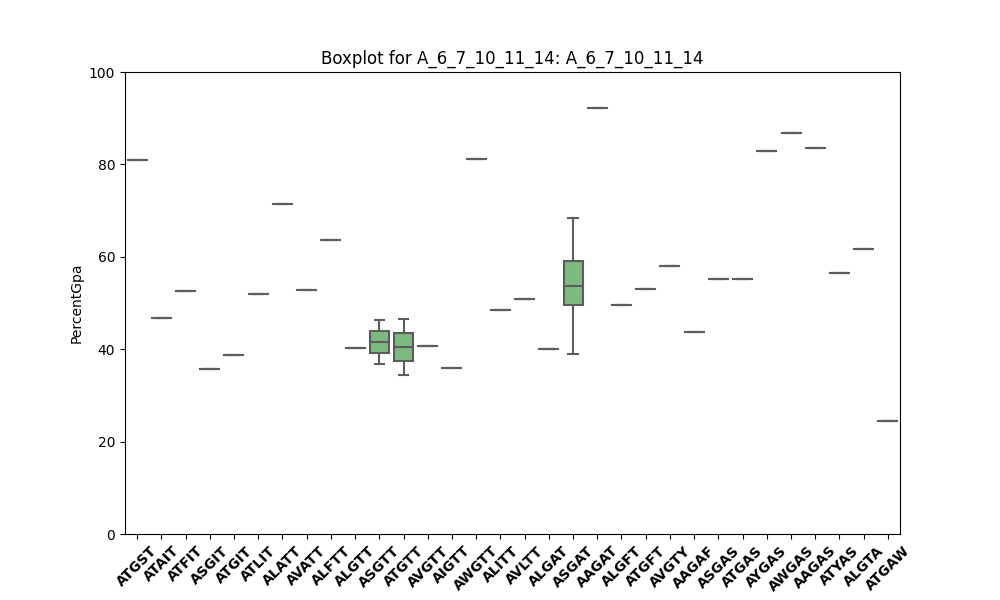 Boxplot for A_6_7_10_11_14: A_6_7_10_11_14
PercentGpa
100
80
60
40
20
0
ATGST
ATAIT
ATFIT
ASGIT
ATGIT
ATLIT
ALATT
AVATT
ALFTT
ALGTT
ASGTT
ATGTT
AVGTT
AIGTT
AWGTT
ALITT
AVLTT
ALGAT
ASGAT
AAGAT
ALGFT
ATGFT
AVGTY
AAGAF
ASGAS
ATGAS
AYGAS
AWGAS
AAGAS
ATYAS
ALGTA
ATGAW